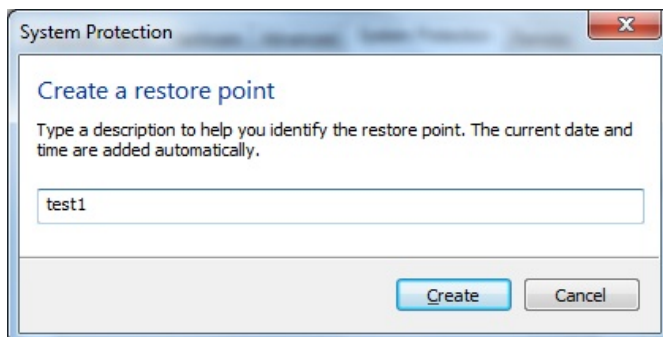 System Protection
Create a restore point
Type a description to help you identify the restore point. The current date and
time are added automatically.
test1
Create
Cancel